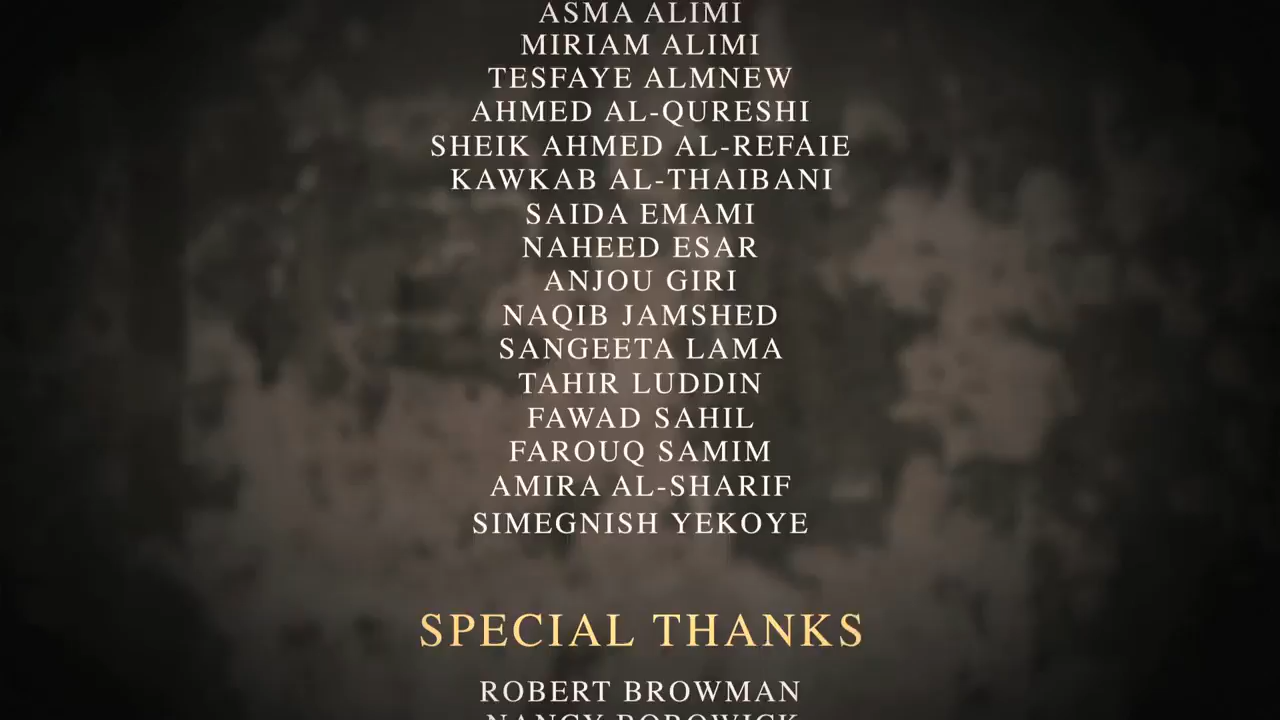 ASMA ALIMI
MIRIAM ALIMI
TESFAYE ALMNEW
AHMED AL-QURESHI
SHEIK AHMED AL-REFAIE
KAWKAB AL-THAIBANI
SAIDA EMAMI
NAHEED ESAR
ANJOU GIRI
NAQIB JAMSHED
SANGEETA LAMA
TAHIR LUDDIN
FAWAD SAHIL
FAROUQ SAMIM
AMIRA AL-SHARIF
SIMEGNISH YEKOYE
SPECIAL THANKS
ROBERT BROWMAN
NANCY BOROWICK